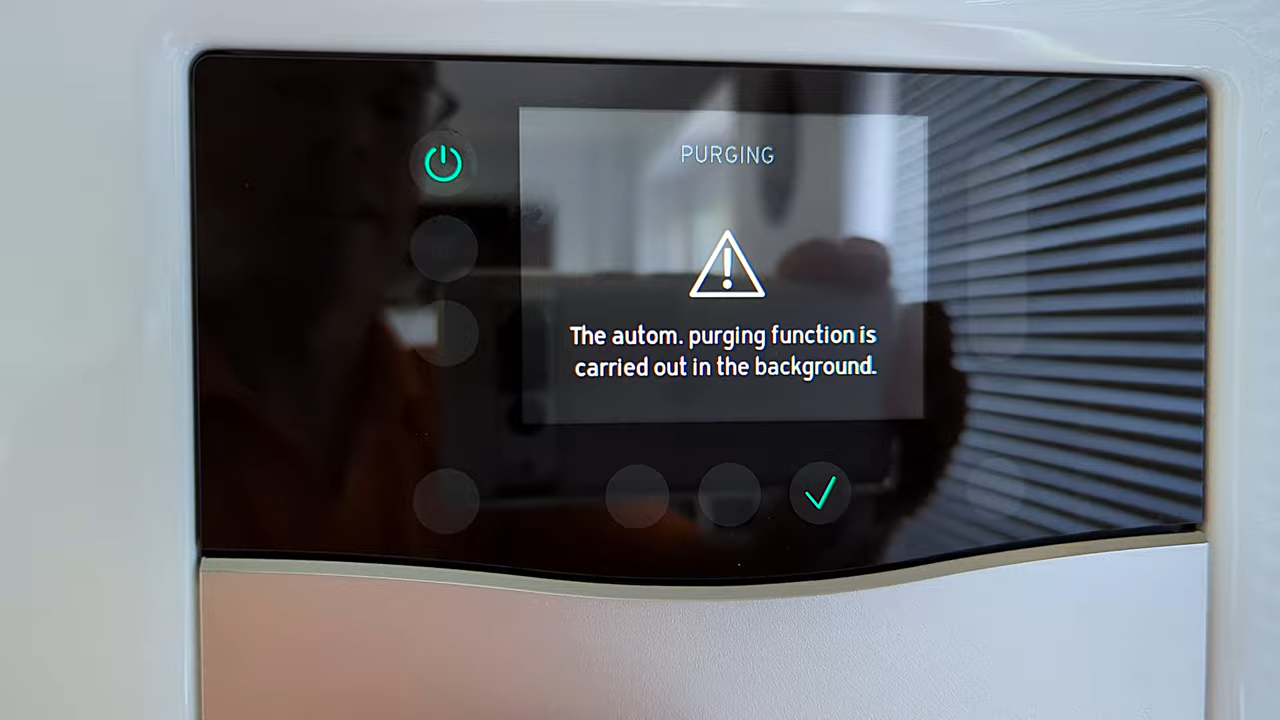 PURGING
The autom. purging function is
carried out in the background.